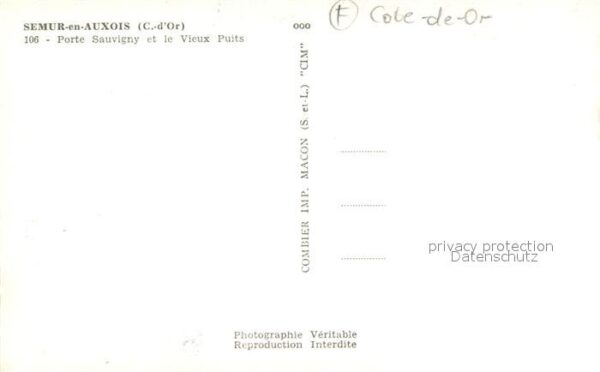 SEMUR-en-AUXOIS (C.-d'Or)
106 - Porte Sauvigny et le Vieux Puits
ooo
COMBIER IMP. MACON (S. et-L.) "CIM"
F Cote-de-Or
privacy protection
Datenschutz
Photographie Véritable
Reproduction Interdite